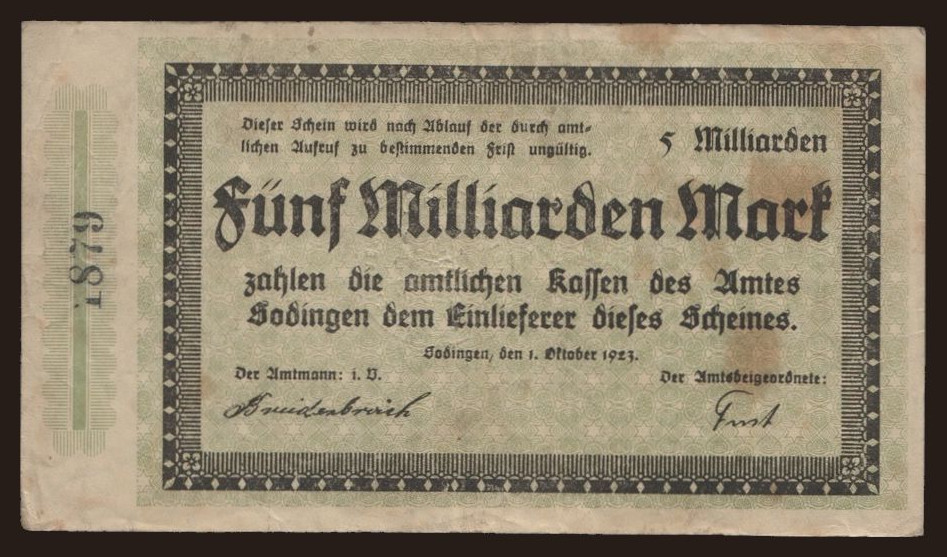 Dieser Schein wird nach Ablauf der durch amt-
lichen Aufruf zu bestimmenden Frist ungültig.
5 Milliarden
Fünf Milliarden Mark
zahlen die amtlichen Kassen des Amtes
Sodingen dem Einlieferer dieses Scheines.
Sodingen, den 1. Oktober 1923.
Der Amtmann: i. V.
Der Amtsbeigeordnete:
1879